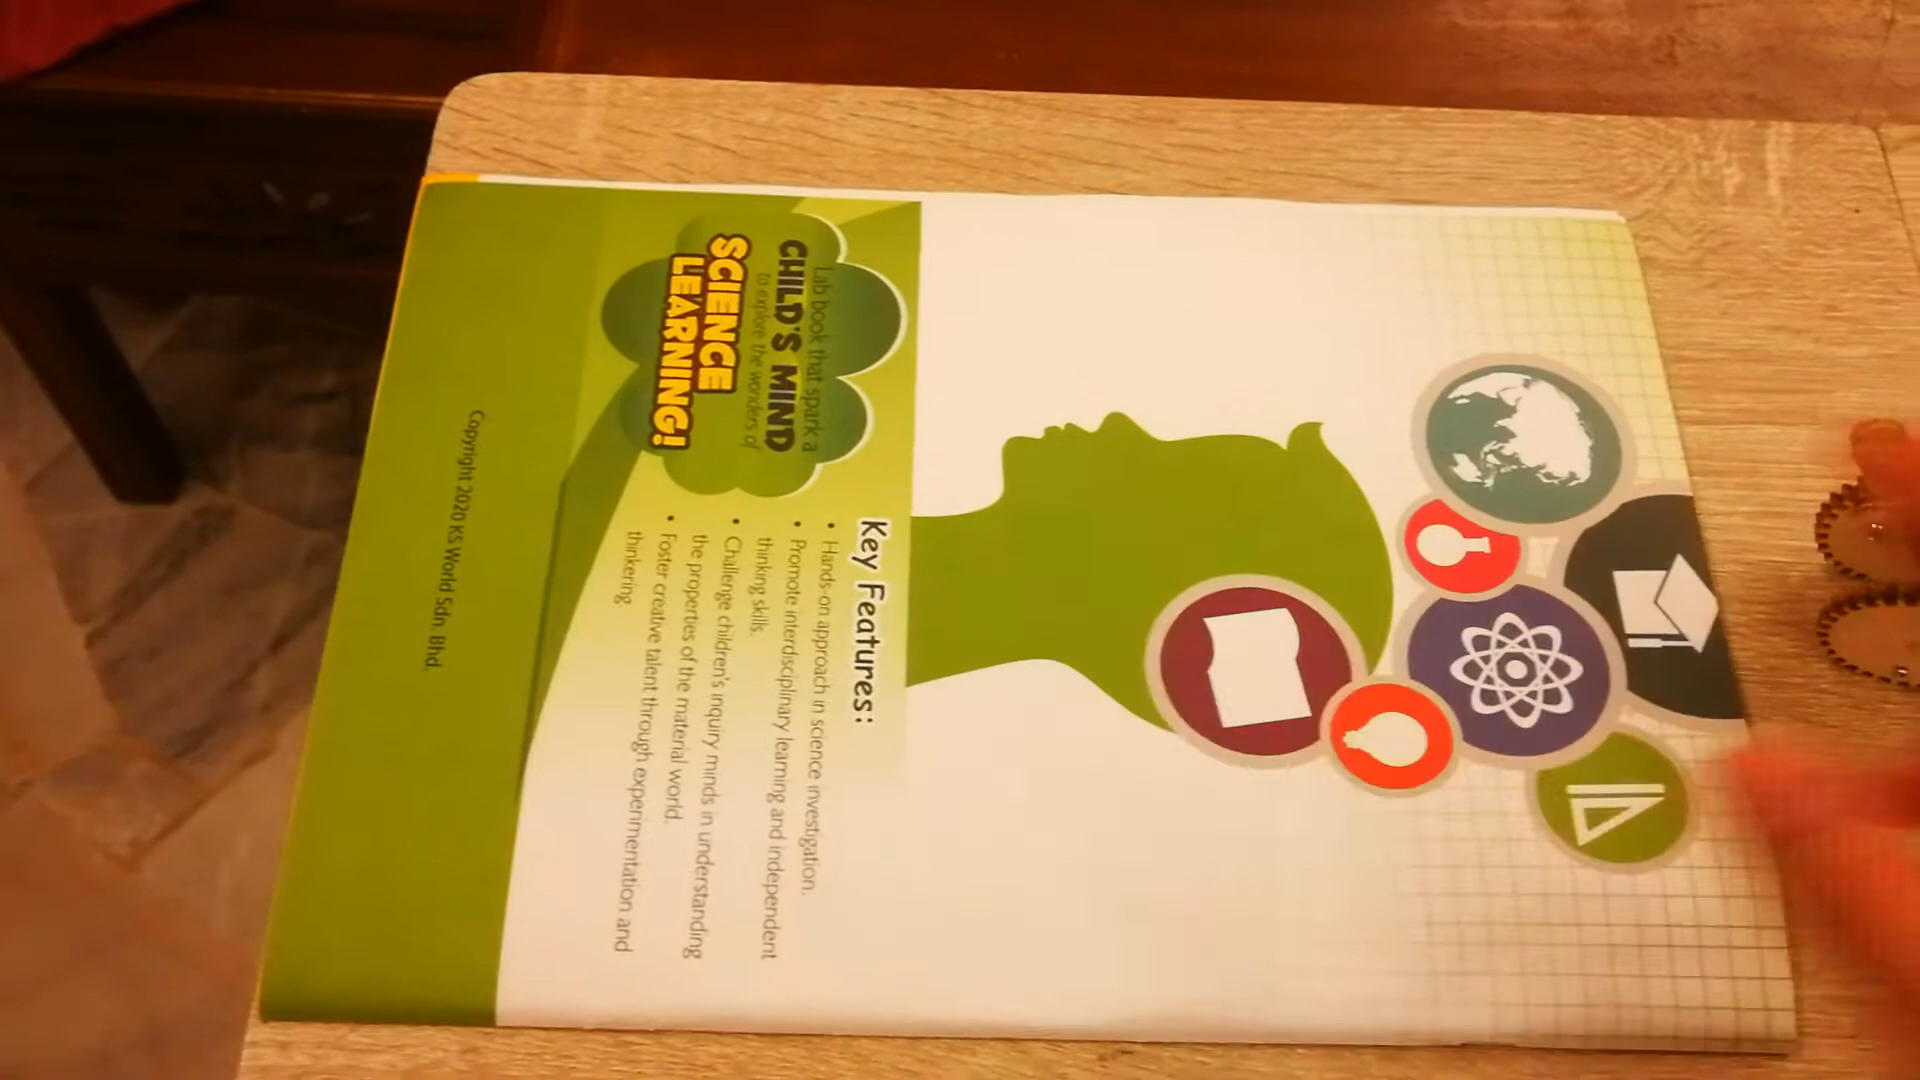 Lab book that spark a
CHILD'S MIND
to explore the wonders of
SCIENCE
LEARNING!
Key Features:
• Hands-on approach in science investigation.
• Promote interdisciplinary learning and independent
thinking skills.
• Challenge children's inquiry minds in understanding
the properties of the material world.
• Foster creative talent through experimentation and
thinkering.
Copyright 2020 KS World Sdn. Bhd.